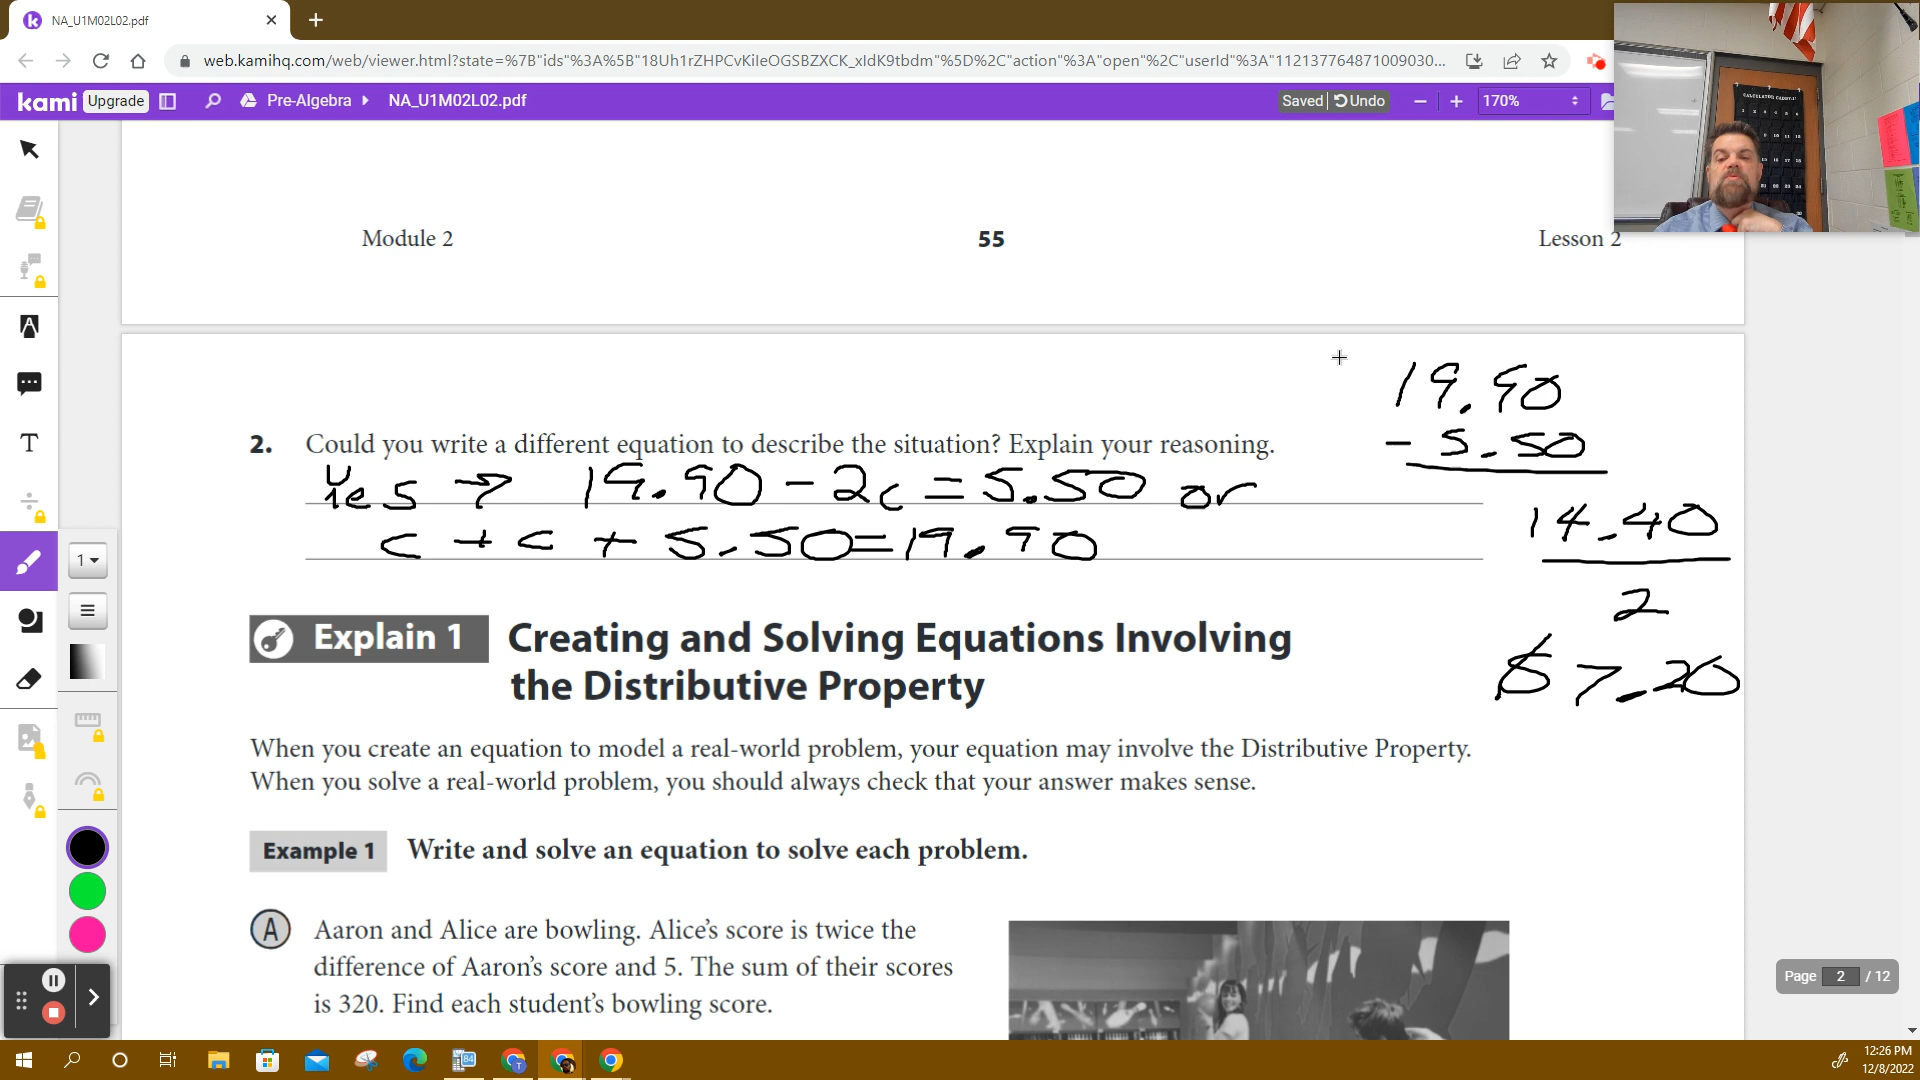 NA_U1M02L02.pdf
web.kamihq.com/web/viewer.html?state=%7B"ids"%3A%5B"18Uh1rZHPCvKiIeOGSBZXCK_xIdK9tbdm"%5D%2C"action"%3A"open"%2C"userId"%3A"112137764871009030...
kami Upgrade Pre-Algebra NA_U1M02L02.pdf Saved Undo 170%
CALCULATOR CADDY
Module 2 55 Lesson 2
19.90
- 5.50
14.40
2
$7.20
2. Could you write a different equation to describe the situation? Explain your reasoning.
Yes → 19.90 - 2c = 5.50 or
c + c + 5.50 = 19.90
Explain 1 Creating and Solving Equations Involving
the Distributive Property
When you create an equation to model a real-world problem, your equation may involve the Distributive Property.
When you solve a real-world problem, you should always check that your answer makes sense.
Example 1 Write and solve an equation to solve each problem.
A Aaron and Alice are bowling. Alice's score is twice the
difference of Aaron's score and 5. The sum of their scores
is 320. Find each student's bowling score.
T
1
Page 2 / 12
84
T
12:26 PM
12/8/2022